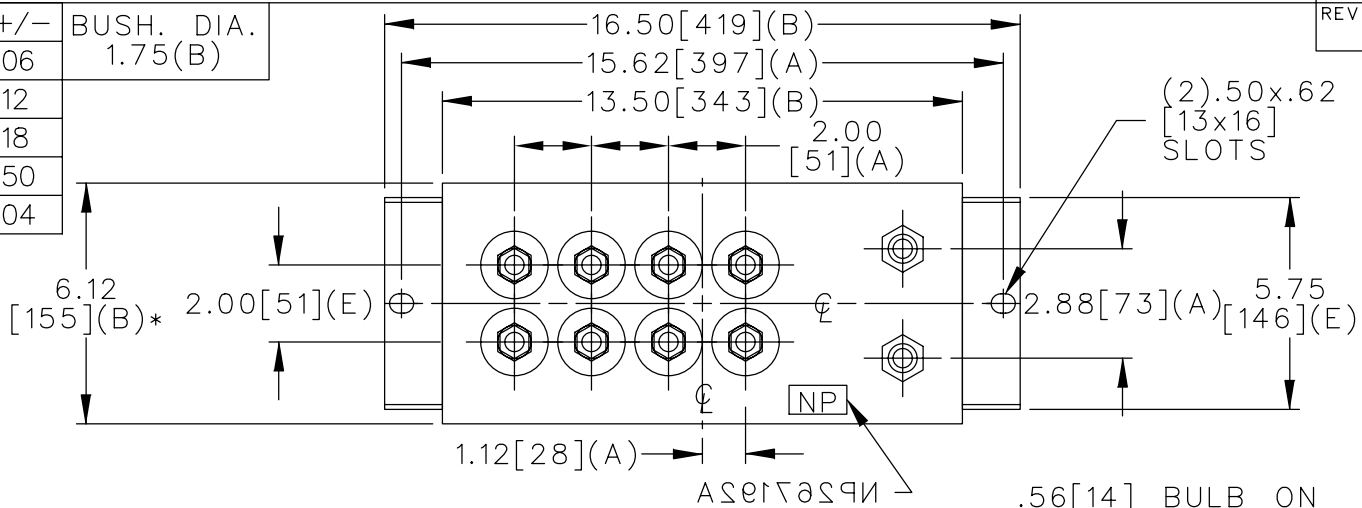 +/-
06
12
18
50
04
BUSH. DIA.
1.75(B)
16.50[419](B)
15.62[397](A)
13.50[343](B)
2.00
[51](A)
REV
(2).50x.62
[13x16]
SLOTS
6.12
[155](B)*
2.00[51](E)
2.88[73](A)
5.75
[146](E)
NP
1.12[28](A)
NP267192A
.56[14] BULB ON